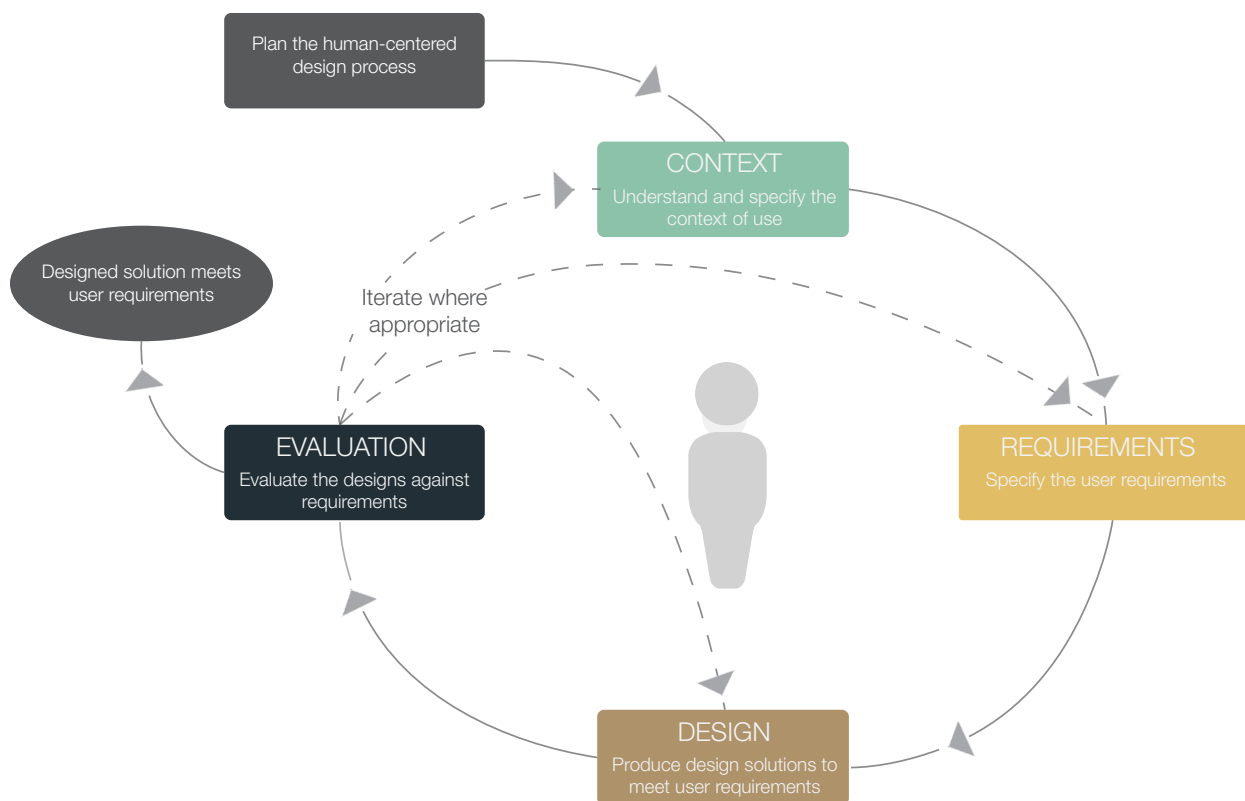 Plan the human-centered
design process
CONTEXT
Understand and specify the
context of use
Designed solution meets
user requirements
Iterate where
appropriate
EVALUATION
Evaluate the designs against
requirements
REQUIREMENTS
Specify the user requirements
DESIGN
Produce design solutions to
meet user requirements